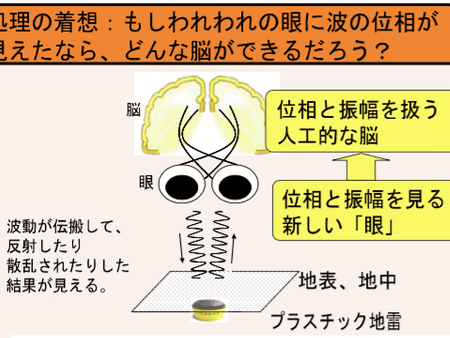 処理の着想：もしわれわれの眼に波の位相が
見えたなら、どんな脳ができるだろう？
脳
位相と振幅を扱う
人工的な脳
眼
位相と振幅を見る
新しい「眼」
波動が伝搬して、
反射したり
散乱されたりした
結果が見える。
地表、地中
プラスチック地雷